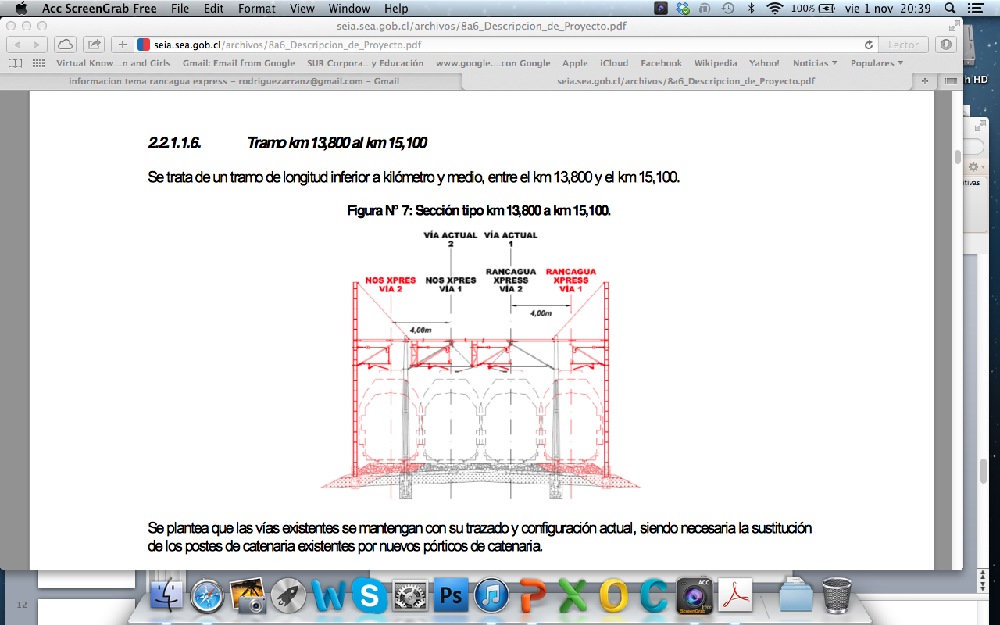 Acc ScreenGrab Free File Edit Format View Window Help 100% vie 1 nov 20:39
seia.sea.gob.cl/archivos/8a6_Descripcion_de_Proyecto.pdf
seia.sea.gob.cl/archivos/8a6_Descripcion_de_Proyecto.pdf Lector
Virtual Know...n and Girls Gmail: Email from Google SUR Corpora...y Educación www.google....con Google Apple iCloud Facebook Wikipedia Yahoo! Noticias Populares
informacion tema rancagua express – rodriguezarranz@gmail.com – Gmail seia.sea.gob.cl/archivos/8a6_Descripcion_de_Proyecto.pdf
h HD
itivas
2.2.1.1.6. Tramo km 13,800 al km 15,100
Se trata de un tramo de longitud inferior a kilómetro y medio, entre el km 13,800 y el km 15,100.
Figura N° 7: Sección tipo km 13,800 a km 15,100.
VÍA ACTUAL 2
VÍA ACTUAL 1
NOS XPRES VÍA 2
NOS XPRES VÍA 1
RANCAGUA XPRESS VÍA 2
RANCAGUA XPRESS VÍA 1
4,00m
4,00m
Se plantea que las vías existentes se mantengan con su trazado y configuración actual, siendo necesaria la sustitución
de los postes de catenaria existentes por nuevos pórticos de catenaria.
12
Ps
ACC
ScreenGrab Free